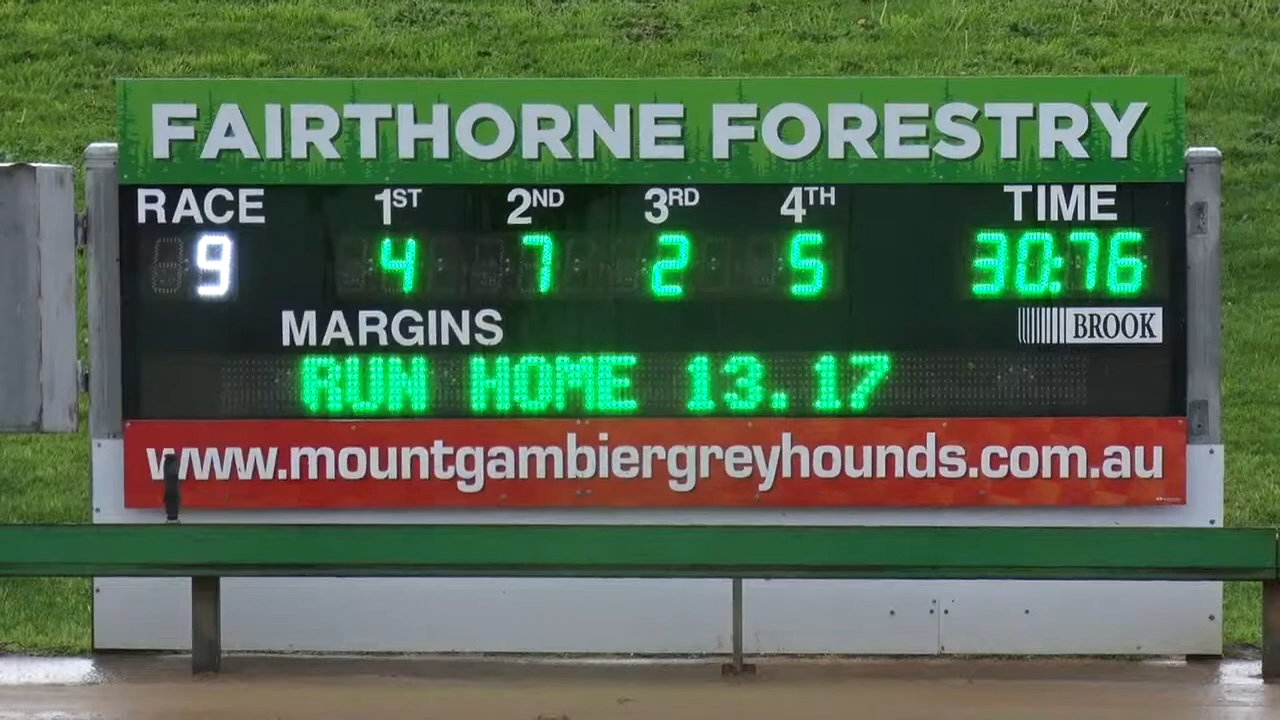 FAIRTHORNE FORESTRY
RACE 1ST 2ND 3RD 4TH TIME
9 4 7 2 5 30:76
MARGINS BROOK
RUN HOME 13.17
www.mountgambiergreyhounds.com.au